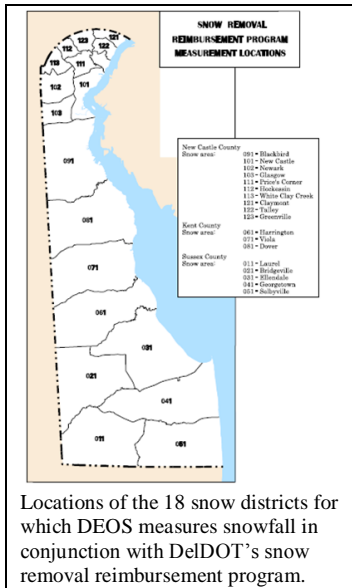 SNOW REMOVAL
REIMBURSEMENT PROGRAM
MEASUREMENT LOCATIONS
121
123
122
112
111
113
101
102
103
091
081
071
061
031
021
041
011
051
New Castle County
Snow area: 091 - Blackbird
101 - New Castle
102 - Newark
103 - Glasgow
111 - Price's Corner
112 - Hockessin
113 - White Clay Creek
121 - Claymont
122 - Talley
123 - Greenville
Kent County
Snow area: 061 - Harrington
071 - Viola
081 - Dover
Sussex County
Snow area: 011 - Laurel
021 - Bridgeville
031 - Ellendale
041 - Georgetown
051 - Selbyville
Locations of the 18 snow districts for
which DEOS measures snowfall in
conjunction with DelDOT's snow
removal reimbursement program.